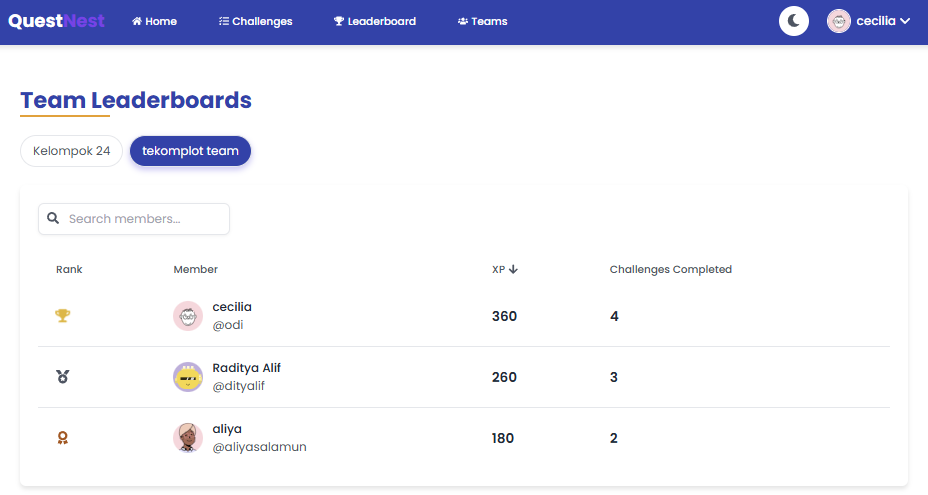 QuestNest Home Challenges Leaderboard Teams cecilia
Team Leaderboards
Kelompok 24 tekomplot team
Search members...
Rank Member XP Challenges Completed
cecilia
@odi
360 4
Raditya Alif
@dityalif
260 3
aliya
@aliyasalamun
180 2